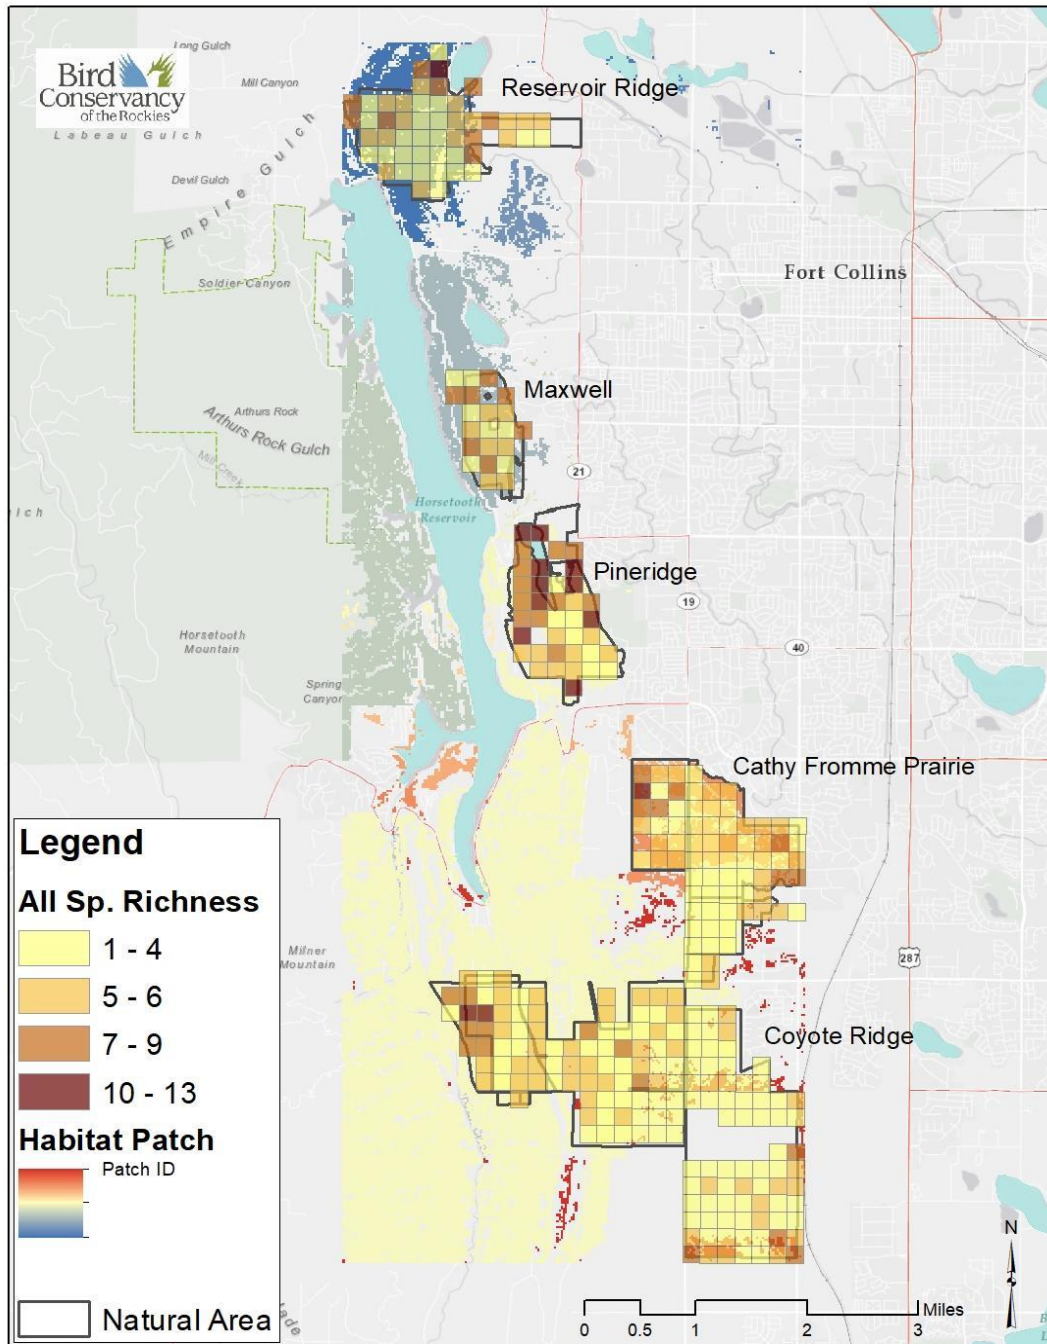 Bird
Conservancy
of the Rockies
Long Gulch
Mill Canyon
Labeau Gulch
Devil Gulch
Empire Gulch
Reservoir Ridge
Soldier Canyon
Fort Collins
Maxwell
Arthurs Rock
Arthurs Rock Gulch
Mill Creek
21
Horsetooth
Reservoir
Pineridge
19
40
Horsetooth
Mountain
Spring
Canyon
Cathy Fromme Prairie
Legend
All Sp. Richness
1 - 4
5 - 6
7 - 9
10 - 13
Habitat Patch
Patch ID
Natural Area
Milner
Mountain
287
Coyote Ridge
N
Miles
0 0.5 1 2 3